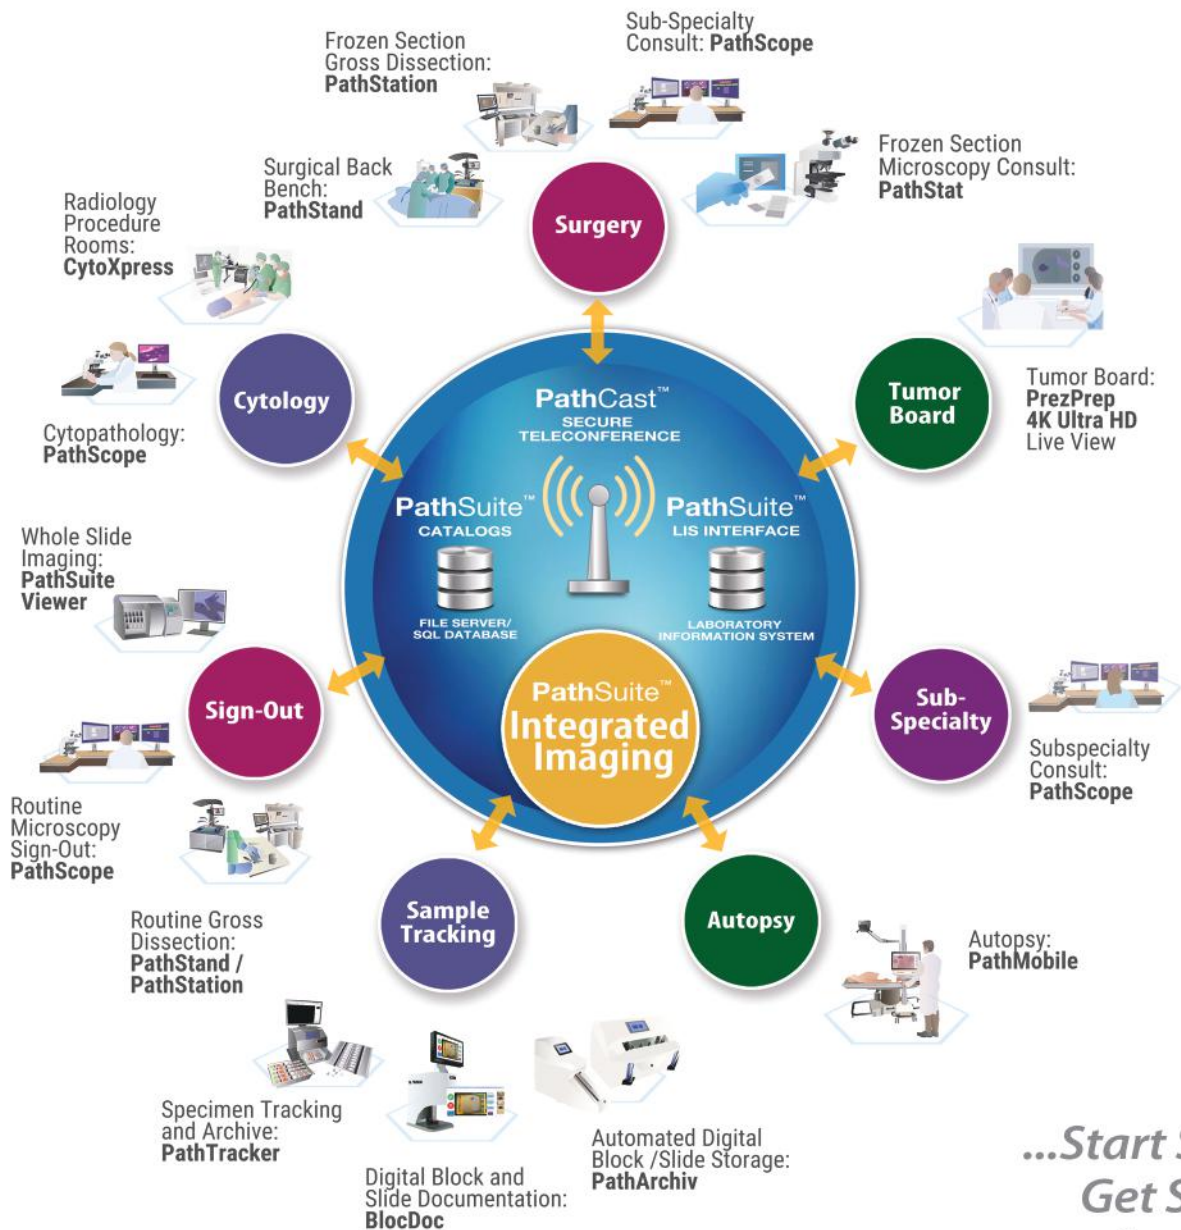 Sub-Specialty
Consult: PathScope
Frozen Section
Gross Dissection:
PathStation
Frozen Section
Microscopy Consult:
PathStat
Surgical Back
Bench:
PathStand
Radiology
Procedure
Rooms:
CytoXpress
Surgery
Cytology
Cytopathology:
PathScope
Tumor
Board
Tumor Board:
PrezPrep
4K Ultra HD
Live View
PathCast™
SECURE
TELECONFERENCE
PathSuite™
CATALOGS
FILE SERVER/
SQL DATABASE
PathSuite™
LIS INTERFACE
LABORATORY
INFORMATION SYSTEM
PathSuite™
Integrated
Imaging
Whole Slide
Imaging:
PathSuite
Viewer
Sign-Out
Routine
Microscopy
Sign-Out:
PathScope
Sub-
Specialty
Subspecialty
Consult:
PathScope
Routine Gross
Dissection:
PathStand /
PathStation
Sample
Tracking
Autopsy
Autopsy:
PathMobile
Specimen Tracking
and Archive:
PathTracker
Digital Block and
Slide Documentation:
BlocDoc
Automated Digital
Block /Slide Storage:
PathArchiv
...Start S
Get S